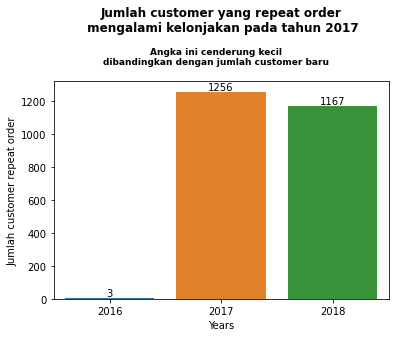 Jumlah customer yang repeat order
mengalami kelonjakan pada tahun 2017
Angka ini cenderung kecil
dibandingkan dengan jumlah customer baru
Jumlah customer repeat order
1200
1000
800
600
400
200
0
3
1256
1167
2016
2017
2018
Years